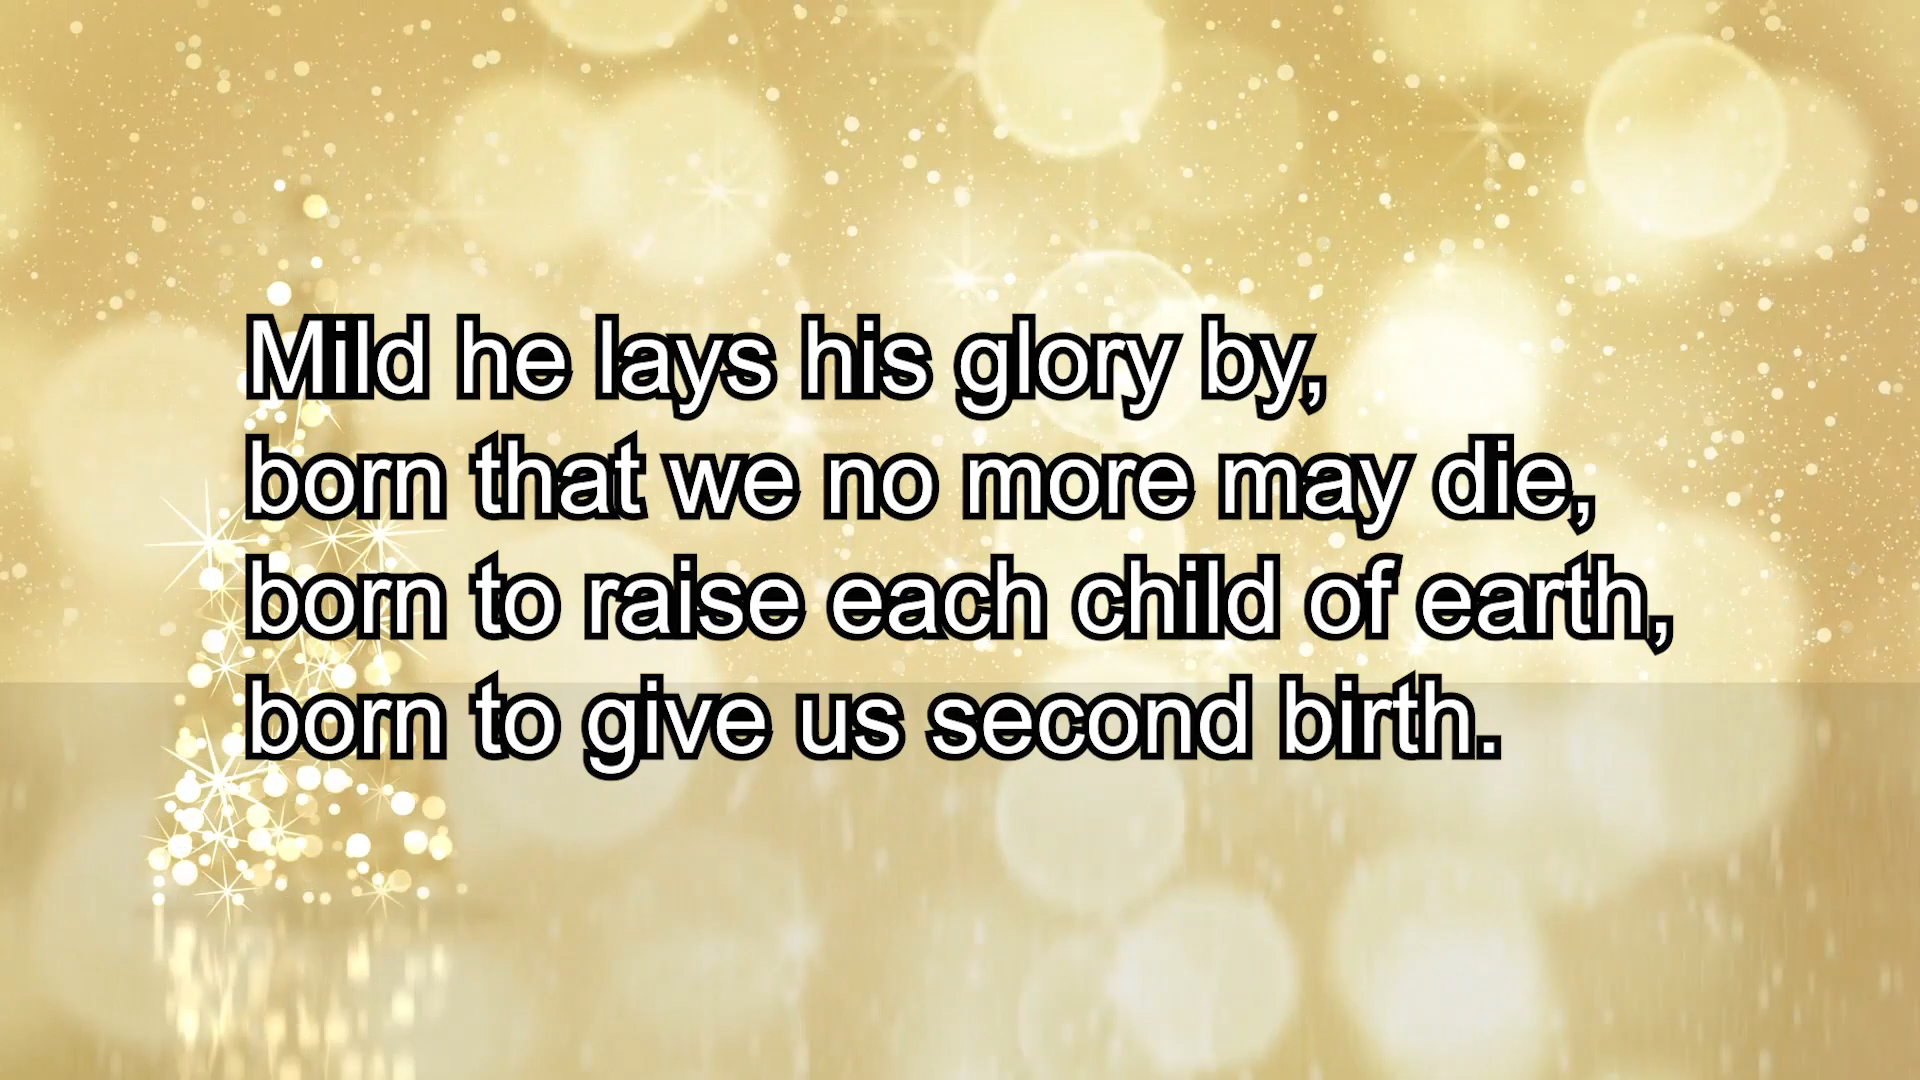 Mild he lays his glory by,
born that we no more may die,
born to raise each child of earth,
born to give us second birth.